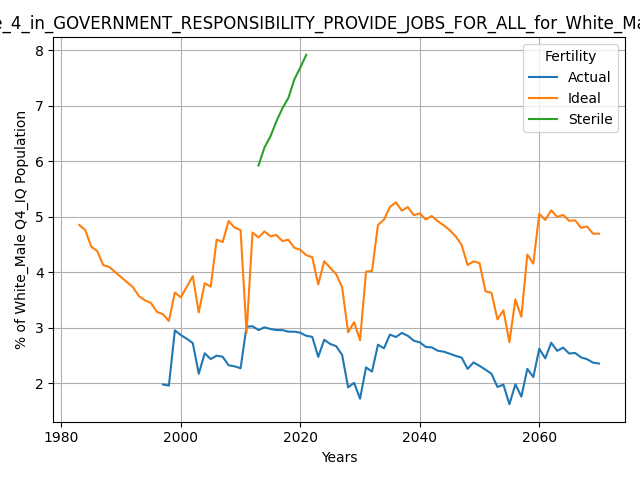 e_4_in_GOVERNMENT_RESPONSIBILITY_PROVIDE_JOBS_FOR_ALL_for_White_Ma
Fertility
Actual
Ideal
Sterile
% of White_Male Q4_IQ Population
8
7
6
5
4
3
2
1980
2000
2020
2040
2060
Years